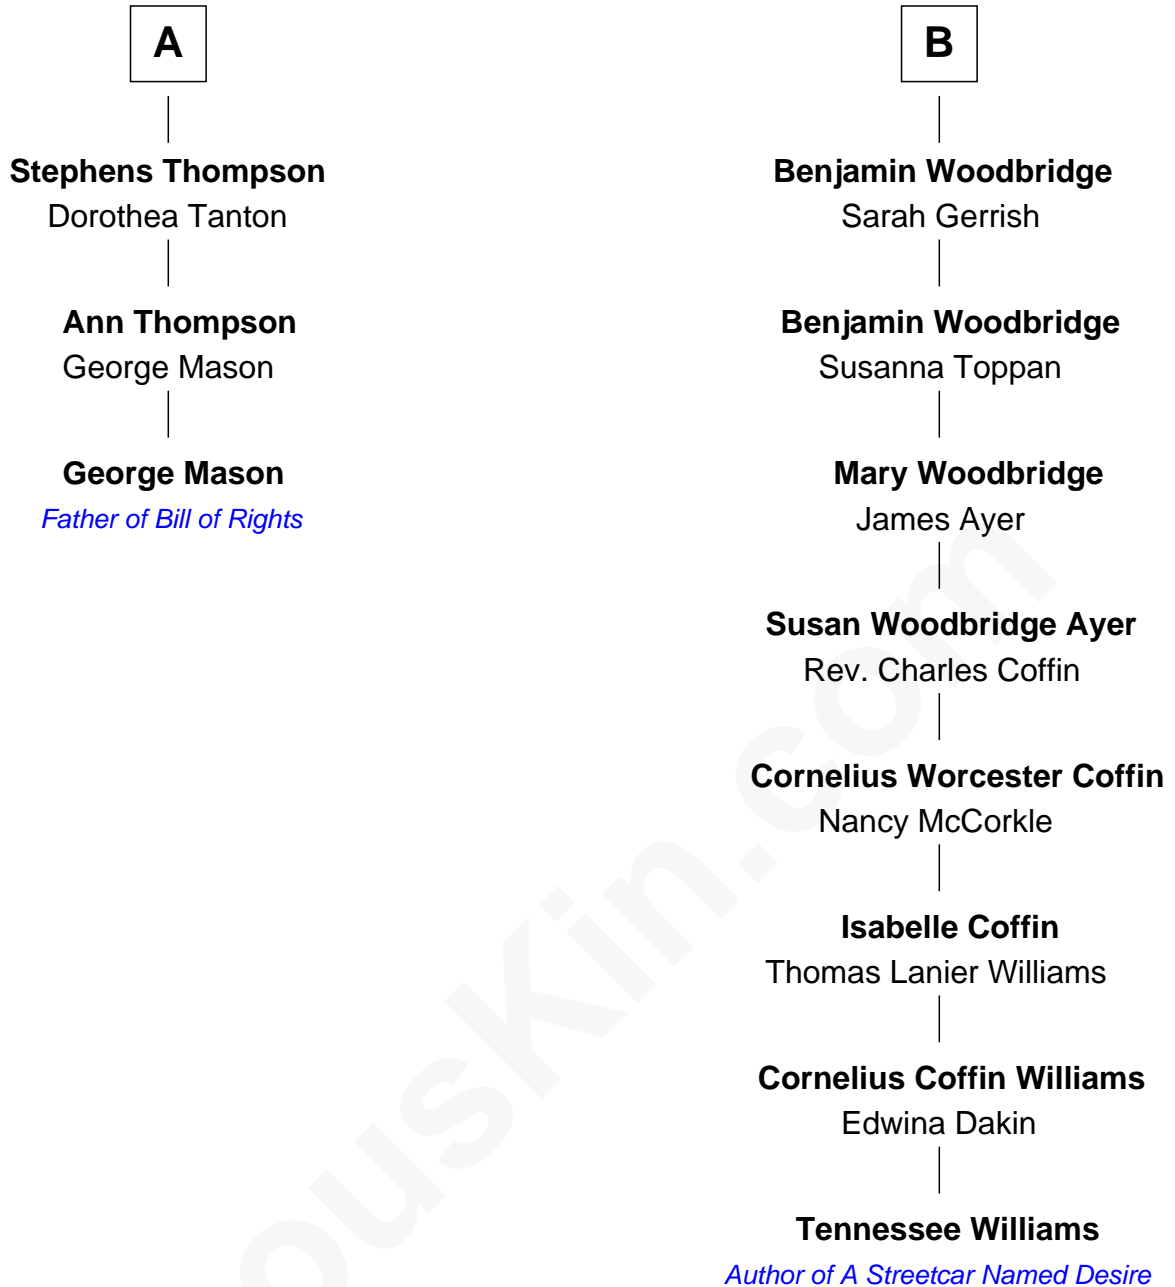 A
Stephens Thompson
Dorothea Tanton
Ann Thompson
George Mason
George Mason
Father of Bill of Rights
B
Benjamin Woodbridge
Sarah Gerrish
Benjamin Woodbridge
Susanna Toppan
Mary Woodbridge
James Ayer
Susan Woodbridge Ayer
Rev. Charles Coffin
Cornelius Worcester Coffin
Nancy McCorkle
Isabelle Coffin
Thomas Lanier Williams
Cornelius Coffin Williams
Edwina Dakin
Tennessee Williams
Author of A Streetcar Named Desire
ousKin.com